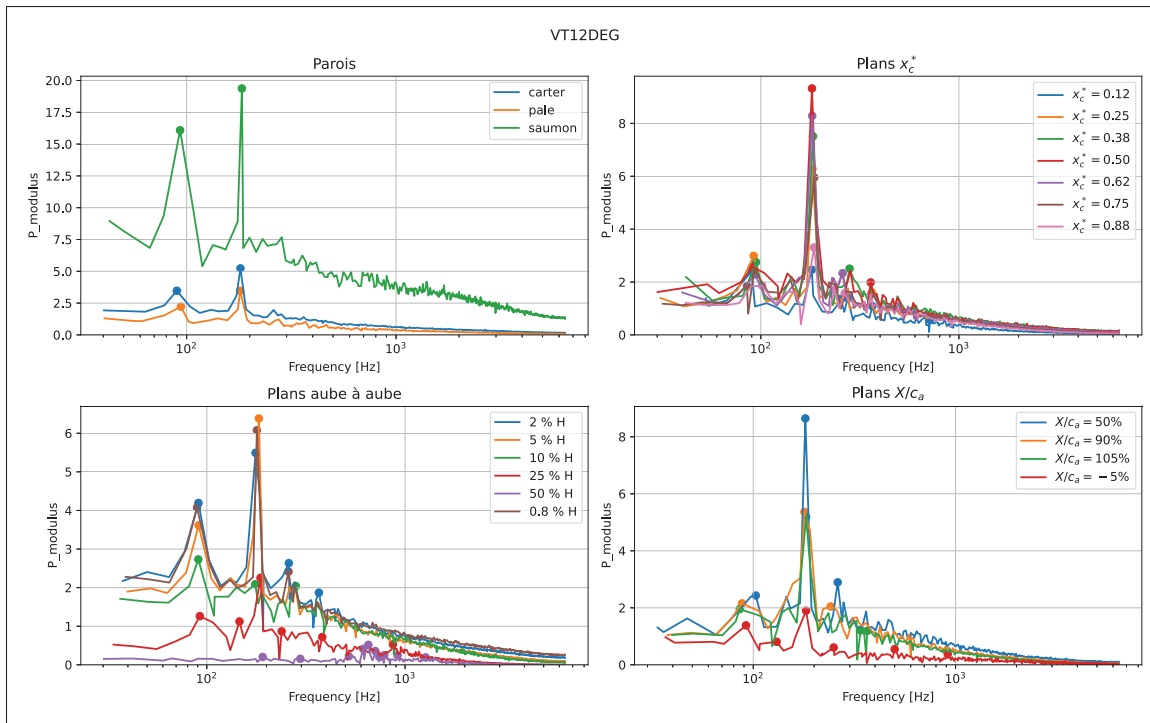 VT12DEG
Parois
20.0
17.5
15.0
12.5
10.0
7.5
5.0
2.5
0.0
P_modulus
10²
10³
Frequency [Hz]
carter
pale
saumon
Plans $x_c^*$
8
6
4
2
0
P_modulus
10²
10³
Frequency [Hz]
$x_c^*$ = 0.12
$x_c^*$ = 0.25
$x_c^*$ = 0.38
$x_c^*$ = 0.50
$x_c^*$ = 0.62
$x_c^*$ = 0.75
$x_c^*$ = 0.88
Plans aube à aube
6
5
4
3
2
1
0
P_modulus
10²
10³
Frequency [Hz]
2 % H
5 % H
10 % H
25 % H
50 % H
0.8 % H
Plans $X/c_a$
8
6
4
2
0
P_modulus
10²
10³
Frequency [Hz]
$X/c_a$ = 50%
$X/c_a$ = 90%
$X/c_a$ = 105%
$X/c_a$ = −5%